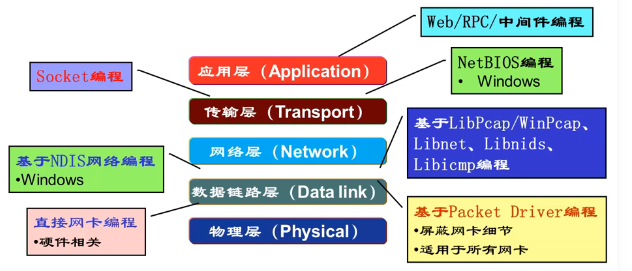 Web/RPC/中间件编程
Socket编程
应用层（Application）
NetBIOS编程
• Windows
传输层（Transport）
基于LibPcap/WinPcap、
Libnet、Libnids、
Libicmp编程
网络层（Network）
基于NDIS网络编程
•Windows
数据链路层（Data link）
直接网卡编程
•硬件相关
基于Packet Driver编程
•屏蔽网卡细节
•适用于所有网卡
物理层（Physical）